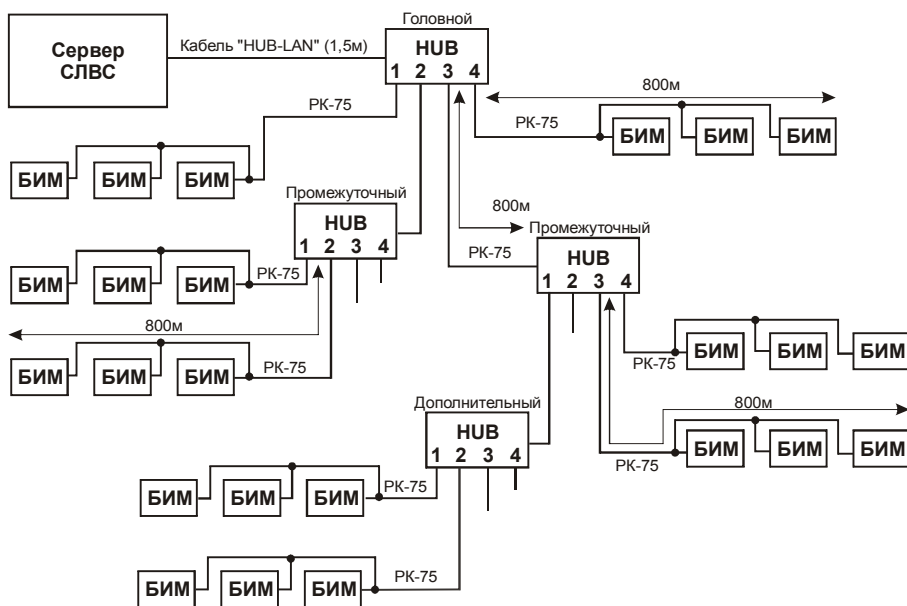 Головной
Сервер
СЛВС
Кабель "HUB-LAN" (1,5м)
HUB
1 2 3 4
800м
РК-75
РК-75
БИМ БИМ БИМ
БИМ БИМ БИМ
Промежуточный
HUB
1 2 3 4
800м
Промежуточный
HUB
1 2 3 4
РК-75
БИМ БИМ БИМ
РК-75
800м
БИМ БИМ БИМ
РК-75
БИМ БИМ БИМ
РК-75
800м
Дополнительный
HUB
1 2 3 4
БИМ БИМ БИМ
РК-75
БИМ БИМ БИМ
РК-75
БИМ БИМ БИМ
РК-75